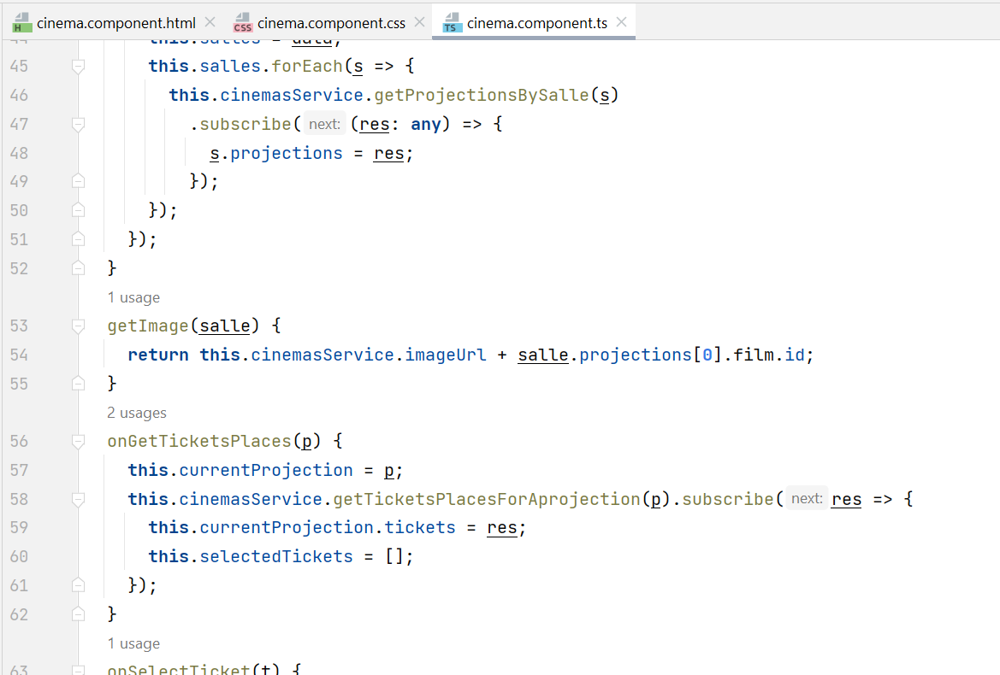 cinema.component.html
cinema.component.css
cinema.component.ts
44 this.salles = data;
45 this.salles.forEach(s => {
46 this.cinemasService.getProjectionsBySalle(s)
47 .subscribe( next: (res: any) => {
48 s.projections = res;
49 });
50 });
51 });
52 }
1 usage
53 getImage(salle) {
54 return this.cinemasService.imageUrl + salle.projections[0].film.id;
55 }
2 usages
56 onGetTicketsPlaces(p) {
57 this.currentProjection = p;
58 this.cinemasService.getTicketsPlacesForAprojection(p).subscribe( next: res => {
59 this.currentProjection.tickets = res;
60 this.selectedTickets = [];
61 });
62 }
1 usage
63 onSelectTicket(t) {